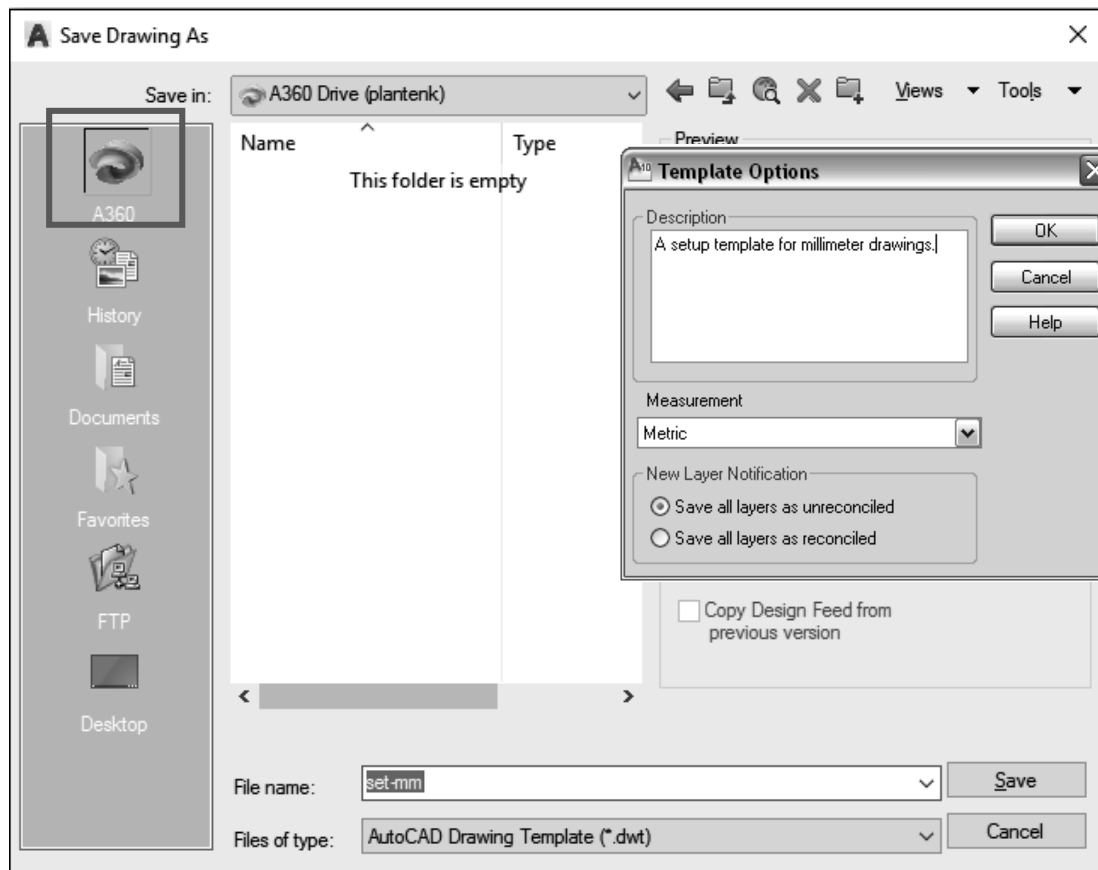 Save Drawing As
Save in:
A360 Drive (plantenk)
Views
Tools
A360
History
Documents
Favorites
FTP
Desktop
Name
Type
This folder is empty
Preview
A10
Template Options
Description
A setup template for millimeter drawings.
OK
Cancel
Help
Measurement
Metric
New Layer Notification
Save all layers as unreconciled
Save all layers as reconciled
Copy Design Feed from
previous version
File name:
set-mm
Save
Files of type:
AutoCAD Drawing Template (*.dwt)
Cancel